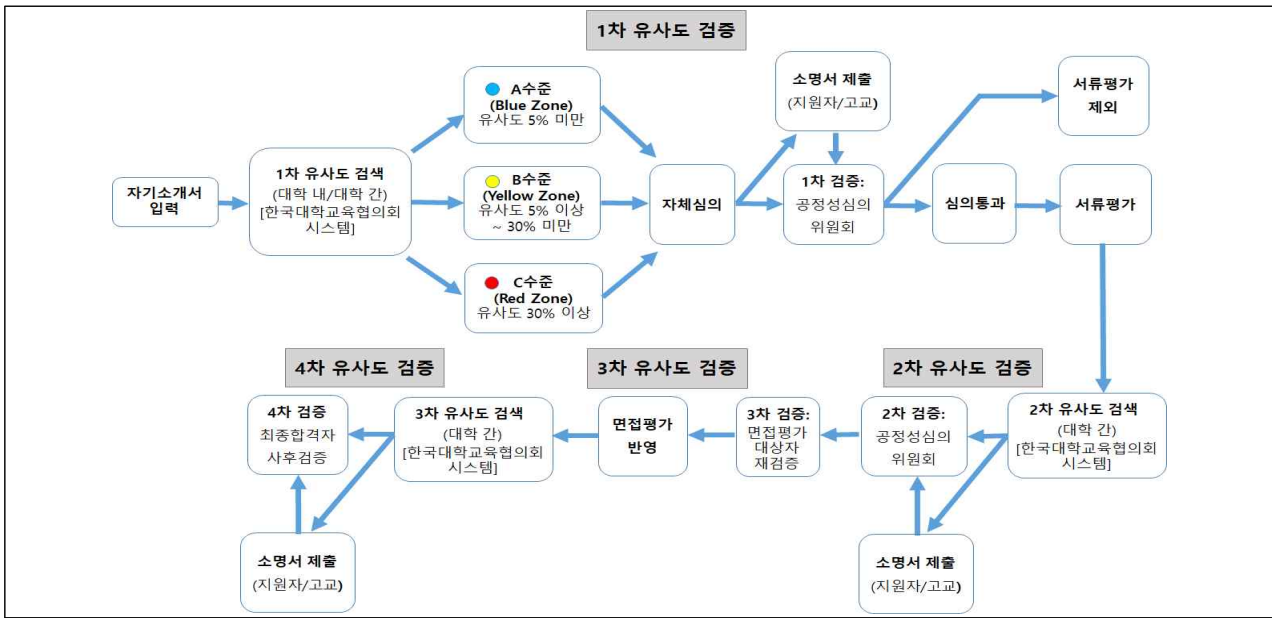 1차 유사도 검증
자기소개서
입력
1차 유사도 검색
(대학 내/대학 간)
[한국대학교육협의회
시스템]
A수준
(Blue Zone)
유사도 5% 미만
B수준
(Yellow Zone)
유사도 5% 이상
~ 30% 미만
C수준
(Red Zone)
유사도 30% 이상
자체심의
소명서 제출
(지원자/고교)
1차 검증:
공정성심의
위원회
서류평가
제외
심의통과
서류평가
2차 유사도 검증
2차 유사도 검색
(대학 간)
[한국대학교육협의회
시스템]
소명서 제출
(지원자/고교)
2차 검증:
공정성심의
위원회
3차 유사도 검증
3차 검증:
면접평가
대상자
재검증
면접평가
반영
4차 유사도 검증
3차 유사도 검색
(대학 간)
[한국대학교육협의회
시스템]
소명서 제출
(지원자/고교)
4차 검증
최종합격자
사후검증